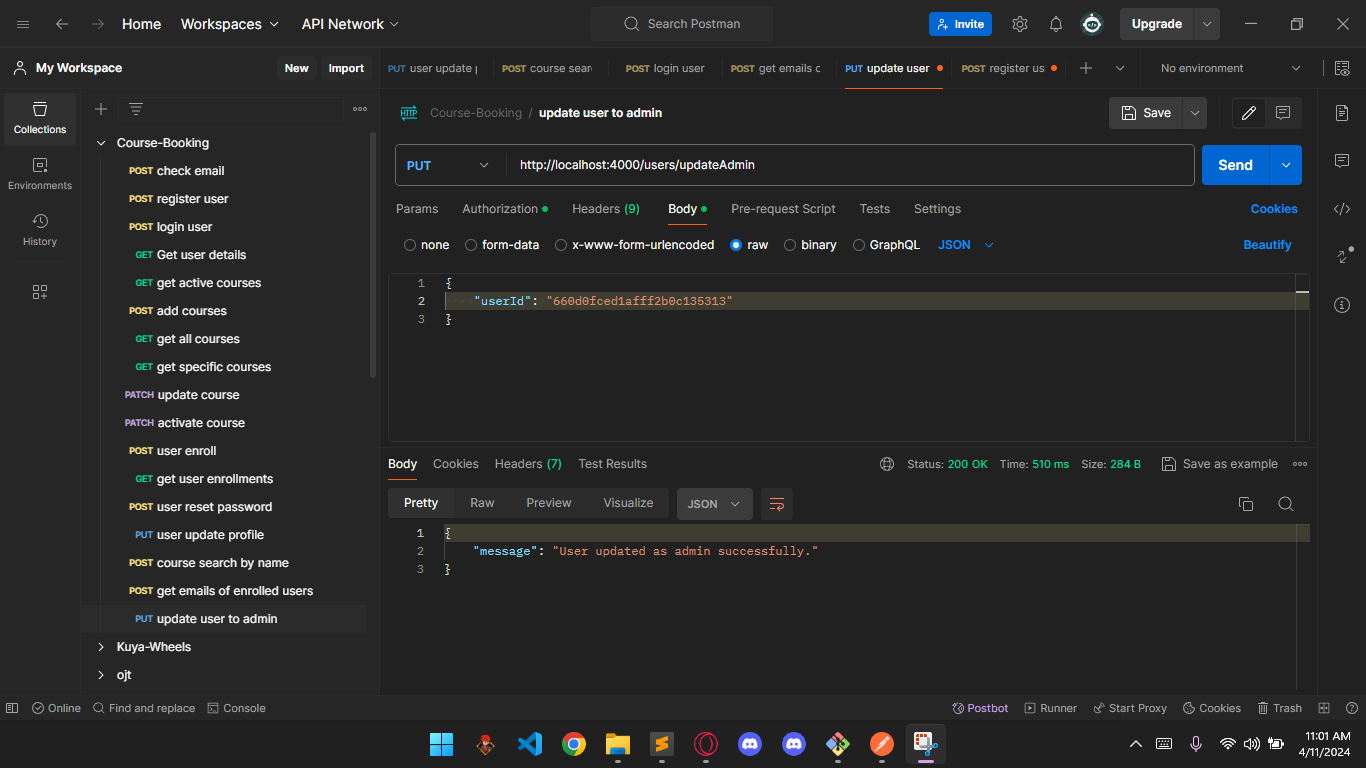 Home Workspaces API Network Search Postman Invite Upgrade
My Workspace New Import PUT user update p POST course sear POST login user POST get emails o PUT update user POST register us No environment
Collections
Environments
History
Course-Booking
POST check email
POST register user
POST login user
GET Get user details
GET get active courses
POST add courses
GET get all courses
GET get specific courses
PATCH update course
PATCH activate course
POST user enroll
GET get user enrollments
POST user reset password
PUT user update profile
POST course search by name
POST get emails of enrolled users
PUT update user to admin
Kuya-Wheels
ojt
HTTP Course-Booking / update user to admin Save
PUT http://localhost:4000/users/updateAdmin Send
Params Authorization Headers (9) Body Pre-request Script Tests Settings Cookies
none form-data x-www-form-urlencoded raw binary GraphQL JSON Beautify
1 {
2 "userId": "660d0fced1afff2b0c135313"
3 }
Body Cookies Headers (7) Test Results Status: 200 OK Time: 510 ms Size: 284 B Save as example
Pretty Raw Preview Visualize JSON
1 {
2 "message": "User updated as admin successfully."
3 }
Online Find and replace Console Postbot Runner Start Proxy Cookies Trash
11:01 AM
4/11/2024